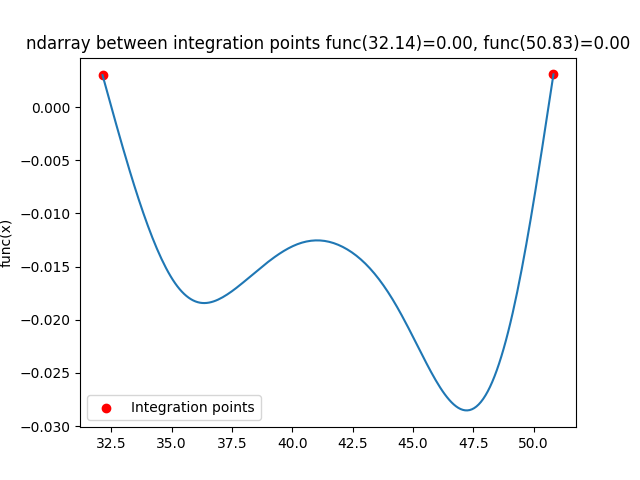 ndarray between integration points func(32.14)=0.00, func(50.83)=0.00
func(x)
0.000
−0.005
−0.010
−0.015
−0.020
−0.025
−0.030
Integration points
32.5 35.0 37.5 40.0 42.5 45.0 47.5 50.0